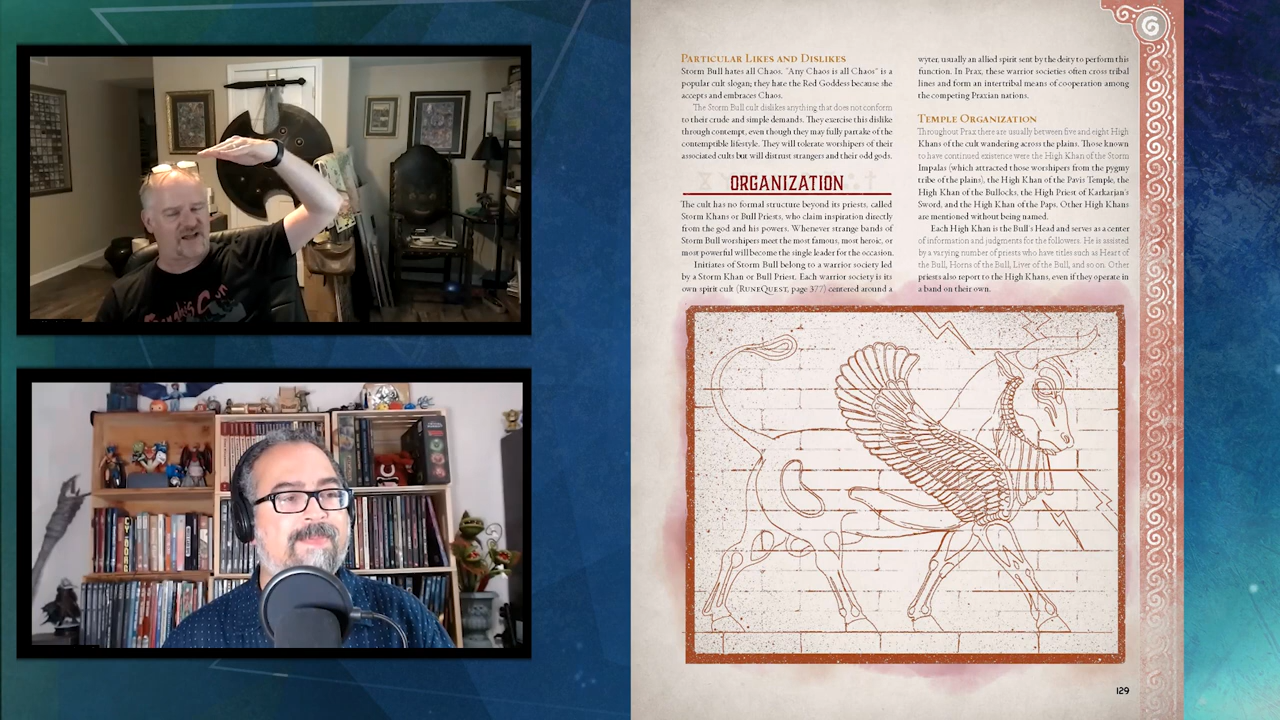 PARTICULAR LIKES AND DISLIKES
Storm Bull hates all Chaos. "Any Chaos is all Chaos" is a
popular cult slogan; they hate the Red Goddess because she
accepts and embraces Chaos.
The Storm Bull cult dislikes anything that does not conform
to their crude and simple demands. They exercise this dislike
through contempt, even though they may fully partake of the
contemptible lifestyle. They will tolerate worshipers of their
associated cults but will distrust strangers and their odd gods.
ORGANIZATION
The cult has no formal structure beyond its priests, called
Storm Khans or Bull Priests, who claim inspiration directly
from the god and his powers. Whenever strange bands of
Storm Bull worshipers meet the most famous, most heroic, or
most powerful will become the single leader for the occasion.
Initiates of Storm Bull belong to a warrior society led
by a Storm Khan or Bull Priest. Each warrior society is its
own spirit cult (RUNEQUEST, page 377) centered around a
wyter, usually an allied spirit sent by the deity to perform this
function. In Prax, these warrior societies often cross tribal
lines and form an intertribal means of cooperation among
the competing Praxian nations.
TEMPLE ORGANIZATION
Throughout Prax there are usually between five and eight High
Khans of the cult wandering across the plains. Those known
to have continued existence were the High Khan of the Storm
Impalas (which attracted those worshipers from the pygmy
tribe of the plains), the High Khan of the Pavis Temple, the
High Khan of the Bullocks, the High Priest of Karkarjan's
Sword, and the High Khan of the Paps. Other High Khans
are mentioned without being named.
Each High Khan is the Bull's Head and serves as a center
of information and judgments for the followers. He is assisted
by a varying number of priests who have titles such as Heart of
the Bull, Horns of the Bull, Liver of the Bull, and so on. Other
priests also report to the High Khans, even if they operate in
a band on their own.
129